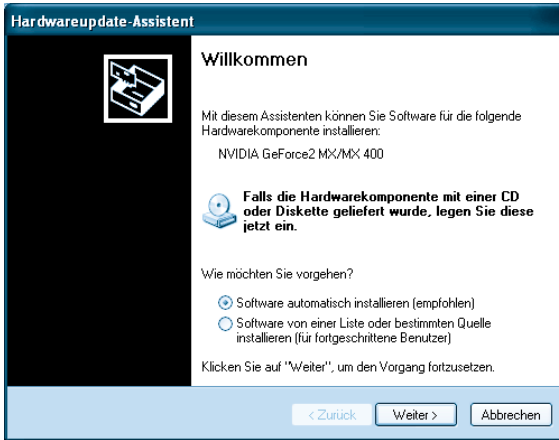 Hardwareupdate-Assistent
Willkommen
Mit diesem Assistenten können Sie Software für die folgende
Hardwarekomponente installieren:
NVIDIA GeForce2 MX/MX 400
Falls die Hardwarekomponente mit einer CD
oder Diskette geliefert wurde, legen Sie diese
jetzt ein.
Wie möchten Sie vorgehen?
Software automatisch installieren (empfohlen)
Software von einer Liste oder bestimmten Quelle
installieren (für fortgeschrittene Benutzer)
Klicken Sie auf "Weiter", um den Vorgang fortzusetzen.
< Zurück Weiter > Abbrechen